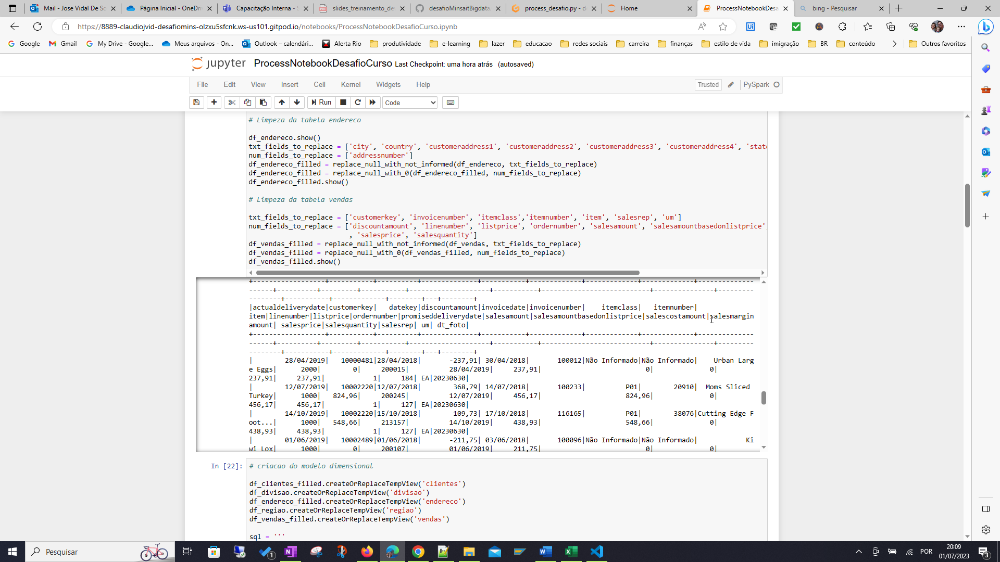 Mail - Jose Vidal De Sc
Página Inicial - OneDri
Capacitação Interna - S
slides_treinamento_de
desafioMinsaitBigdata
process_desafio.py - d
Home
ProcessNotebookDesa
bing - Pesquisar
https://8889-claudiojvid-desafiomins-olzxu5sfcnk.ws-us101.gitpod.io/notebooks/ProcessNotebookDesafioCurso.ipynb
Google
Gmail
My Drive - Google...
Meus arquivos - On...
Outlook – calendári...
Alerta Rio
produtividade
e-learning
lazer
educacao
redes sociais
carreira
finanças
estilo de vida
imigração
BR
conteúdo
Outros favoritos
jupyter ProcessNotebookDesafioCurso Last Checkpoint: uma hora atrás (autosaved)
File Edit View Insert Cell Kernel Widgets Help
Trusted PySpark
Run Code
# Limpeza da tabela endereco
df_endereco.show()
txt_fields_to_replace = ['city', 'country', 'customeraddress1', 'customeraddress2', 'customeraddress3', 'customeraddress4', 'state
num_fields_to_replace = ['addressnumber']
df_endereco_filled = replace_null_with_not_informed(df_endereco, txt_fields_to_replace)
df_endereco_filled = replace_null_with_0(df_endereco_filled, num_fields_to_replace)
df_endereco_filled.show()
# Limpeza da tabela vendas
txt_fields_to_replace = ['customerkey', 'invoicenumber', 'itemclass','itemnumber', 'item', 'salesrep', 'um']
num_fields_to_replace = ['discountamount', 'linenumber', 'listprice', 'ordernumber', 'salesamount', 'salesamountbasedonlistprice'
, 'salesprice', 'salesquantity']
df_vendas_filled = replace_null_with_not_informed(df_vendas, txt_fields_to_replace)
df_vendas_filled = replace_null_with_0(df_vendas_filled, num_fields_to_replace)
df_vendas_filled.show()
+-----------------+-----------+----------+--------------+-----------+-------------+------------+------------+-------------
------+----------+---------+-----------+--------------------+-----------+---------------------------+---------------+---------
--------+----------+-------------+--------+---+--------+
|actualdeliverydate|customerkey| datekey|discountamount|invoicedate|invoicenumber| itemclass| itemnumber|
item|linenumber|listprice|ordernumber|promiseddeliverydate|salesamount|salesamountbasedonlistprice|salescostamount|salesmargin
amount| salesprice|salesquantity|salesrep| um| dt_foto|
+-----------------+-----------+----------+--------------+-----------+-------------+------------+------------+-------------
------+----------+---------+-----------+--------------------+-----------+---------------------------+---------------+---------
--------+----------+-------------+--------+---+--------+
| 28/04/2019| 10000481|28/04/2018| -237,91| 30/04/2018| 100012|Não Informado|Não Informado| Urban Larg
e Eggs| 2000| 0| 200015| 28/04/2019| 237,91| 0| 0|
237,91| 237,91| 1| 184| EA|20230630|
| 12/07/2019| 10002220|12/07/2018| 368,79| 14/07/2018| 100233| P01| 20910| Moms Sliced
Turkey| 1000| 824,96| 200245| 12/07/2019| 456,17| 824,96| 0|
456,17| 456,17| 1| 127| EA|20230630|
| 14/10/2019| 10002220|15/10/2018| 109,73| 17/10/2018| 116165| P01| 38076|Cutting Edge F
oot...| 1000| 548,66| 213157| 14/10/2019| 438,93| 548,66| 0|
438,93| 438,93| 1| 127| EA|20230630|
| 01/06/2019| 10002489|01/06/2018| -211,75| 03/06/2018| 100096|Não Informado|Não Informado| Ki
wi Lox| 1000| 0| 200107| 01/06/2019| 211,75| 0| 0|
In [22]: # criacao do modelo dimensional
df_clientes_filled.createOrReplaceTempView('clientes')
df_divisao.createOrReplaceTempView('divisao')
df_endereco_filled.createOrReplaceTempView('endereco')
df_regiao.createOrReplaceTempView('regiao')
df_vendas_filled.createOrReplaceTempView('vendas')
sql = '''
Pesquisar
1
POR
20:09
01/07/2023
3